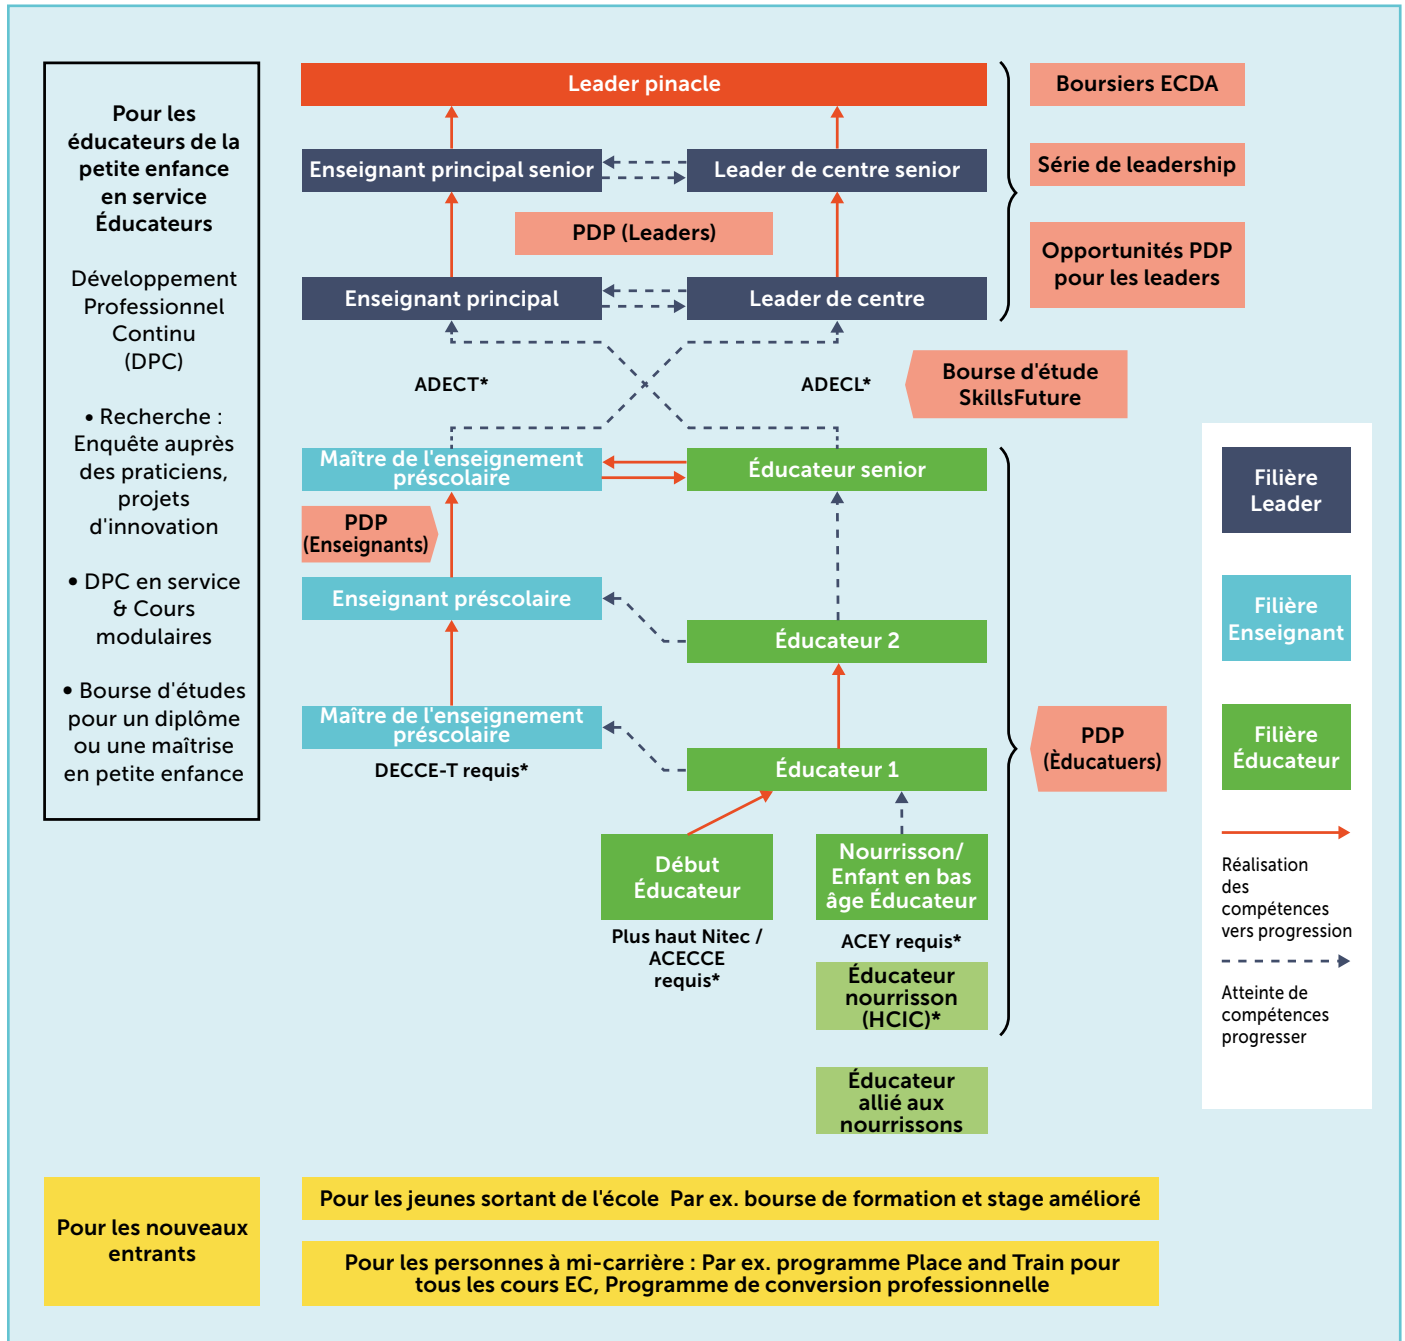 Pour les
éducateurs de la
petite enfance
en service
Éducateurs
Développement
Professionnel
Continu
(DPC)
• Recherche :
Enquête auprès
des praticiens,
projets
d'innovation
• DPC en service
& Cours
modulaires
• Bourse d'études
pour un diplôme
ou une maîtrise
en petite enfance
Leader pinacle
Boursiers ECDA
Enseignant principal senior
Leader de centre senior
Série de leadership
PDP (Leaders)
Opportunités PDP
pour les leaders
Enseignant principal
Leader de centre
ADECT*
ADECL*
Bourse d'étude
SkillsFuture
Maître de l'enseignement
préscolaire
Éducateur senior
PDP
(Enseignants)
Enseignant préscolaire
Éducateur 2
Maître de l'enseignement
préscolaire
DECCE-T requis*
Éducateur 1
PDP
(Èducatuers)
Début
Éducateur
Nourrisson/
Enfant en bas
âge Éducateur
Plus haut Nitec /
ACECCE
requis*
ACEY requis*
Éducateur
nourrisson
(HCIC)*
Éducateur
allié aux
nourrissons
Filière
Leader
Filière
Enseignant
Filière
Éducateur
Réalisation
des
compétences
vers progression
Atteinte de
compétences
progresser
Pour les nouveaux
entrants
Pour les jeunes sortant de l'école Par ex. bourse de formation et stage amélioré
Pour les personnes à mi-carrière : Par ex. programme Place and Train pour
tous les cours EC, Programme de conversion professionnelle